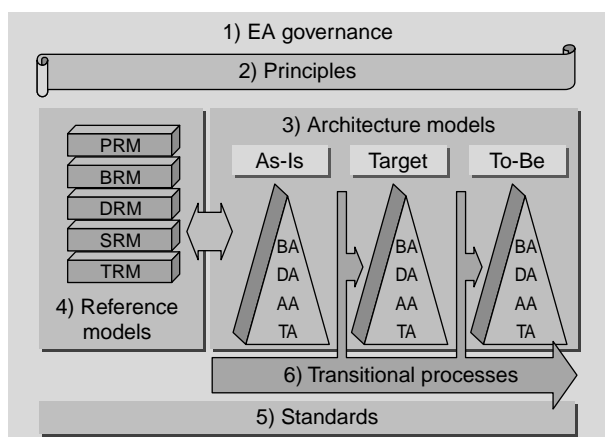 1) EA governance
2) Principles
PRM
BRM
DRM
SRM
TRM
4) Reference
models
3) Architecture models
As-Is
Target
To-Be
BA
DA
AA
TA
BA
DA
AA
TA
BA
DA
AA
TA
6) Transitional processes
5) Standards